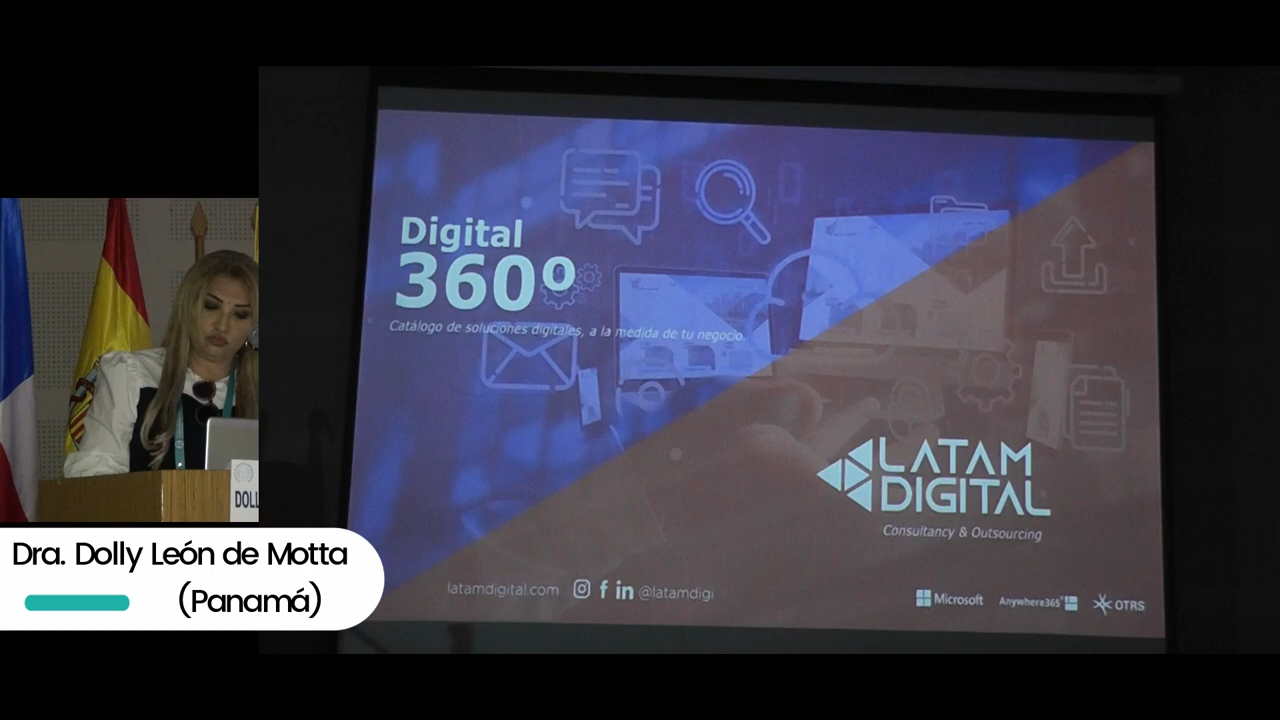 Digital
360º
Catálogo de soluciones digitales, a la medida de tu negocio.
LATAM
DIGITAL
Consultancy & Outsourcing
latamdigital.com
@latamdigi
Microsoft
Anywhere365
OTRS
DOLL
Dra. Dolly León de Motta
(Panamá)